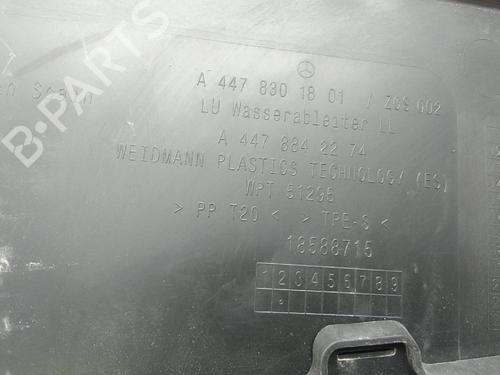 B-PARTS
A 447 830 18 01 / ZGS 002
LU Wasserableiter LL
A 447 884 22 74
WEIDMANN PLASTICS TECHNOLOGY (ES)
WPT 51295
> PP T20 < > TPE-S <
18588715
1 2 3 4 5 6 7 8 9